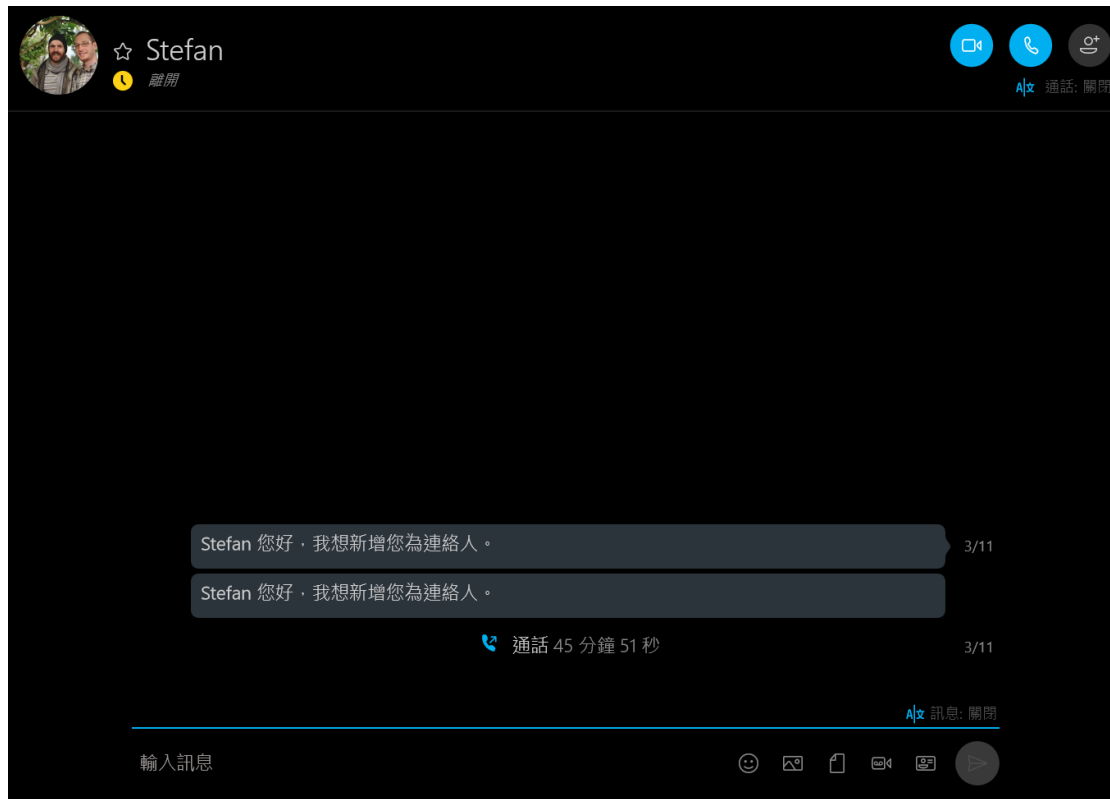 Stefan
離開
A|文 通話: 關閉
Stefan 您好，我想新增您為連絡人。
3/11
Stefan 您好，我想新增您為連絡人。
通話 45 分鐘 51 秒
3/11
A|文 訊息: 關閉
輸入訊息